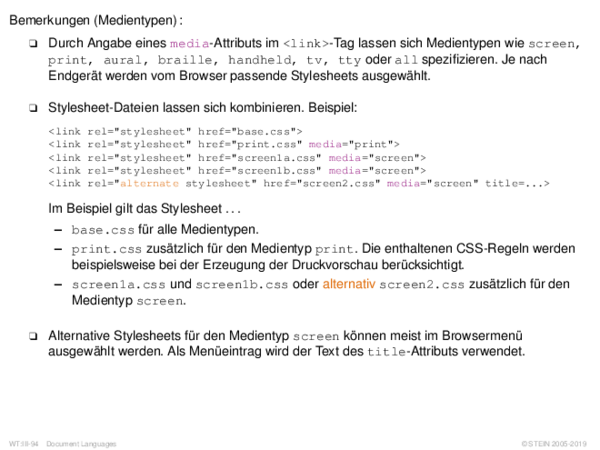 Bemerkungen (Medientypen) :
❑ Durch Angabe eines media-Attributs im <link>-Tag lassen sich Medientypen wie screen,
print, aural, braille, handheld, tv, tty oder all spezifizieren. Je nach
Endgerät werden vom Browser passende Stylesheets ausgewählt.
❑ Stylesheet-Dateien lassen sich kombinieren. Beispiel:
<link rel="stylesheet" href="base.css">
<link rel="stylesheet" href="print.css" media="print">
<link rel="stylesheet" href="screen1a.css" media="screen">
<link rel="stylesheet" href="screen1b.css" media="screen">
<link rel="alternate stylesheet" href="screen2.css" media="screen" title=...>
Im Beispiel gilt das Stylesheet . . .
– base.css für alle Medientypen.
– print.css zusätzlich für den Medientyp print. Die enthaltenen CSS-Regeln werden
beispielsweise bei der Erzeugung der Druckvorschau berücksichtigt.
– screen1a.css und screen1b.css oder alternativ screen2.css zusätzlich für den
Medientyp screen.
❑ Alternative Stylesheets für den Medientyp screen können meist im Browsermenü
ausgewählt werden. Als Menüeintrag wird der Text des title-Attributs verwendet.
WT:III-94 Document Languages © STEIN 2005-2019